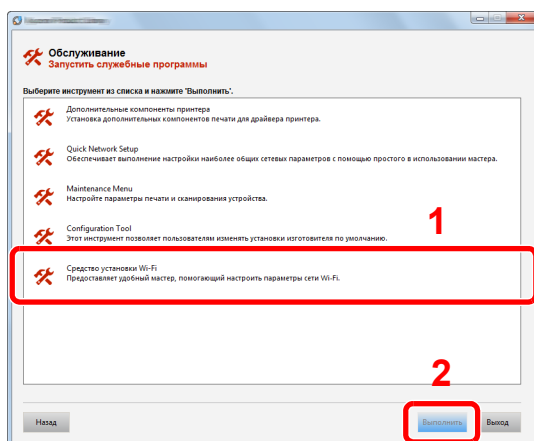 Обслуживание
Запустить служебные программы
Выберите инструмент из списка и нажмите 'Выполнить'.
Дополнительные компоненты принтера
Установка дополнительных компонентов печати для драйвера принтера.
Quick Network Setup
Обеспечивает выполнение настройки наиболее общих сетевых параметров с помощью простого в использовании мастера.
Maintenance Menu
Настройте параметры печати и сканирования устройства.
1
Configuration Tool
Этот инструмент позволяет пользователям изменять установки изготовителя по умолчанию.
Средство установки Wi-Fi
Предоставляет удобный мастер, помогающий настроить параметры сети Wi-Fi.
2
Назад
Выполнить
Выход